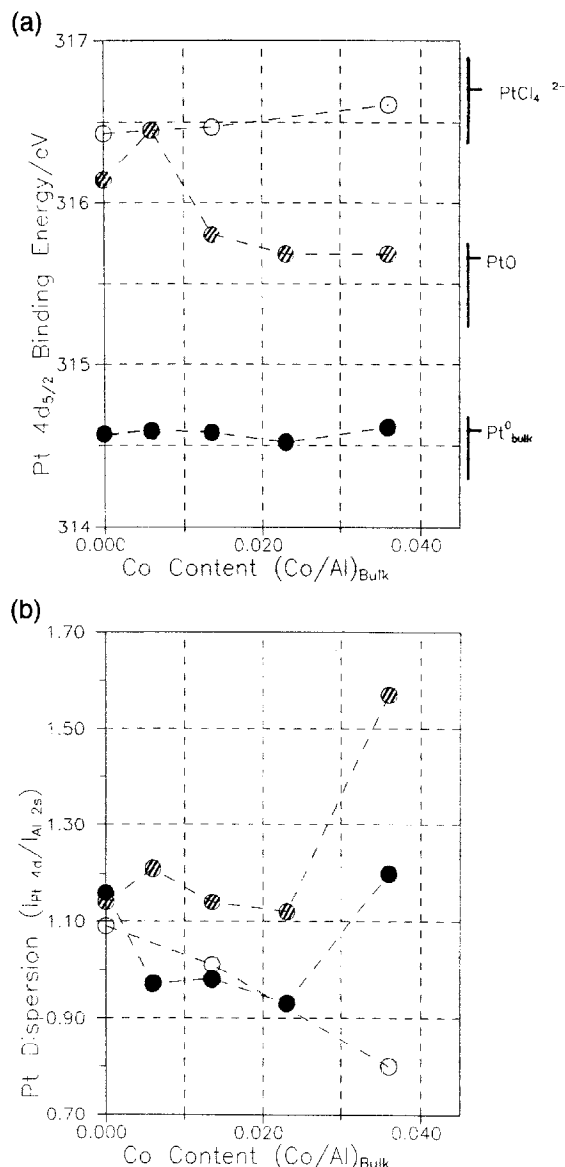 (a)
317
316
315
314
Pt 4d5/2 Binding Energy/eV
0.000 0.020 0.040
Co Content (Co/Al)Bulk
PtCl4 2-
PtO
Pt0bulk
(b)
1.70
1.50
1.30
1.10
0.90
0.70
Pt Dispersion (IPt 4d/IAl 2s)
0.000 0.020 0.040
Co Content (Co/Al)Bulk